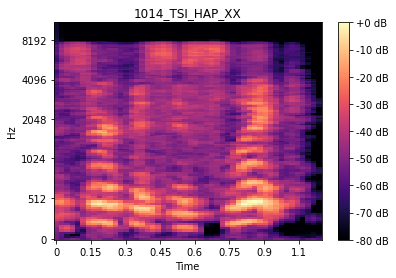 1014_TSI_HAP_XX
+0 dB
8192
-10 dB
4096
-20 dB
-30 dB
2048
Hz
-40 dB
1024
-50 dB
-60 dB
512
-70 dB
0
-80 dB
0 0.15 0.3 0.45 0.6 0.75 0.9 1.1
Time